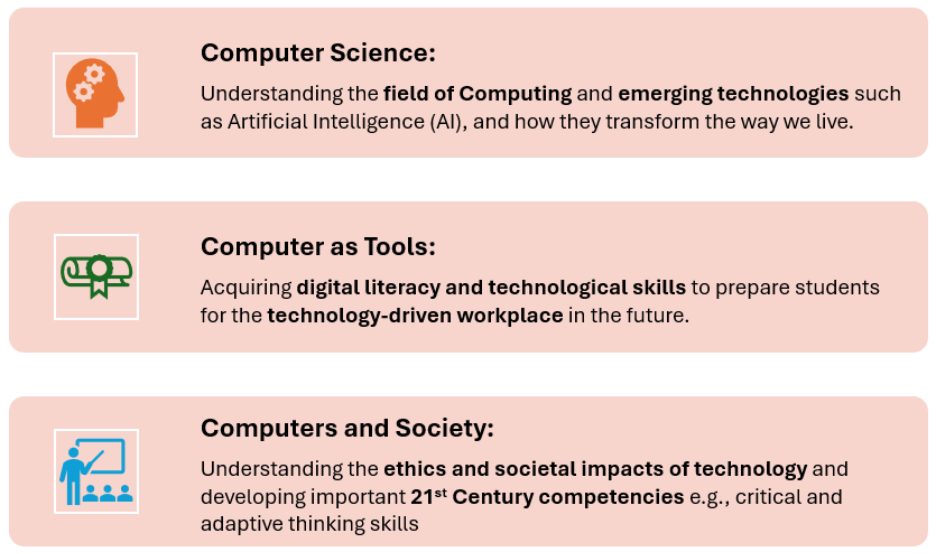 Computer Science:
Understanding the field of Computing and emerging technologies such
as Artificial Intelligence (AI), and how they transform the way we live.
Computer as Tools:
Acquiring digital literacy and technological skills to prepare students
for the technology-driven workplace in the future.
Computers and Society:
Understanding the ethics and societal impacts of technology and
developing important 21st Century competencies e.g., critical and
adaptive thinking skills